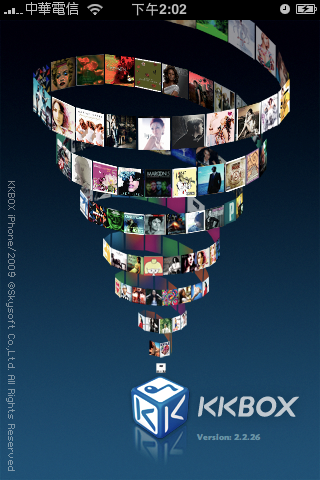 中華電信
下午2:02
MAROON5
KKBOX iPhone/2009 @Skysoft Co.,Ltd. All Rights Reserved
KKBOX
Version: 2.2.26